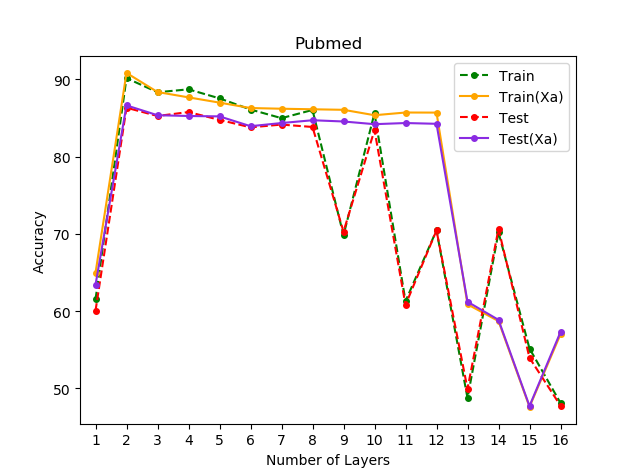 Pubmed
Train
Train(Xa)
Test
Test(Xa)
Accuracy
90
80
70
60
50
1 2 3 4 5 6 7 8 9 10 11 12 13 14 15 16
Number of Layers